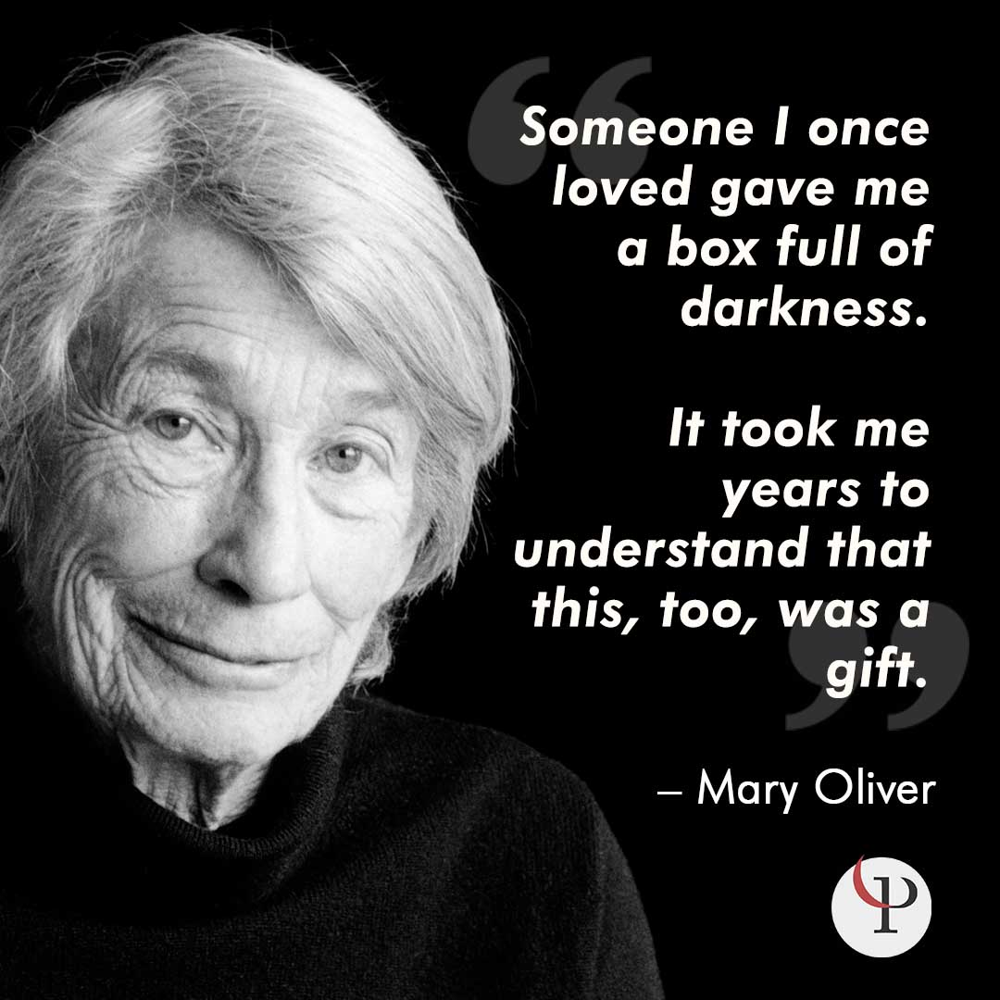 Someone I once
loved gave me
a box full of
darkness.
It took me
years to
understand that
this, too, was a
gift.
– Mary Oliver
P